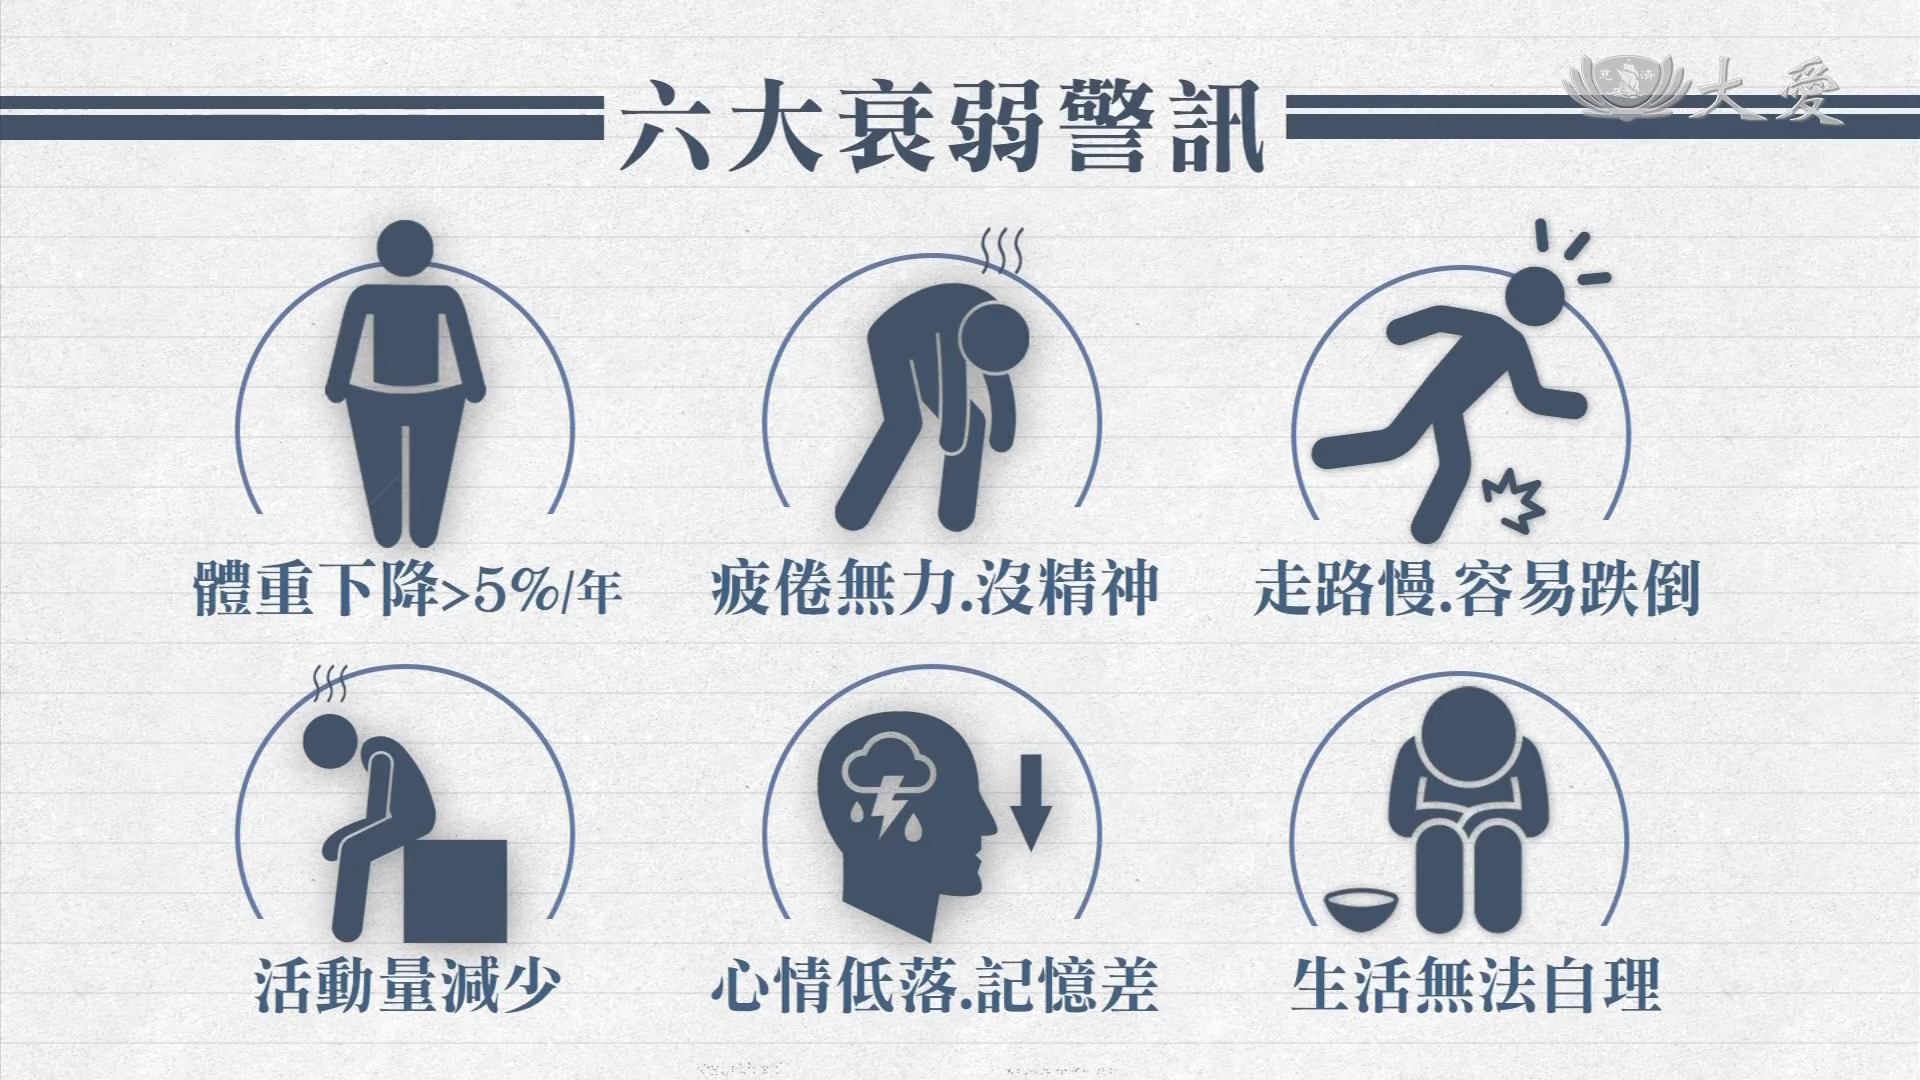 六大衰弱警訊
大愛
慈濟
體重下降>5%/年
疲倦無力.沒精神
走路慢.容易跌倒
活動量減少
心情低落.記憶差
生活無法自理